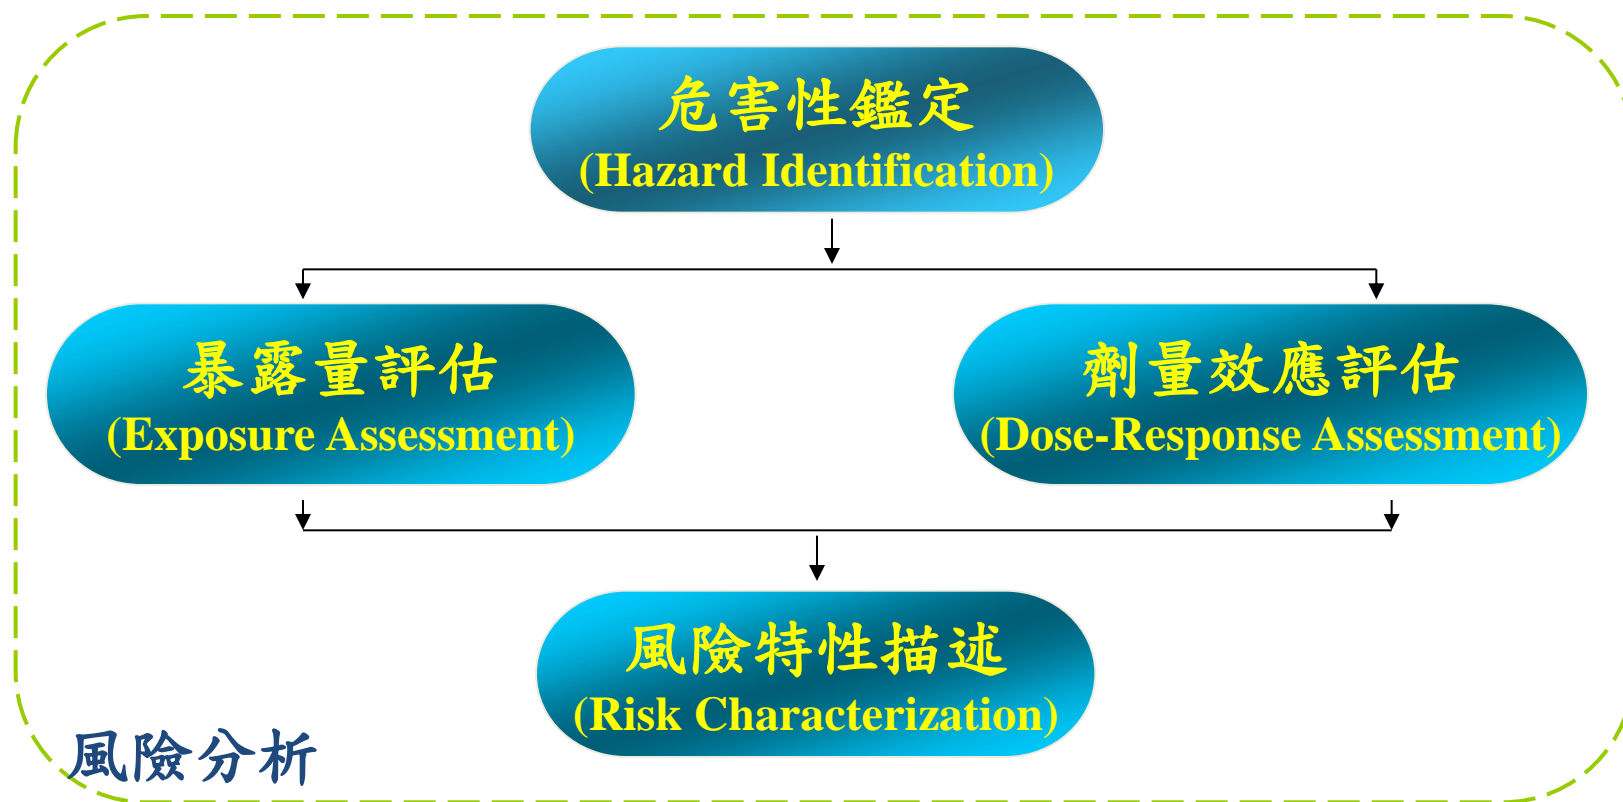 危害性鑑定
(Hazard Identification)
暴露量評估
(Exposure Assessment)
劑量效應評估
(Dose-Response Assessment)
風險特性描述
(Risk Characterization)
風險分析